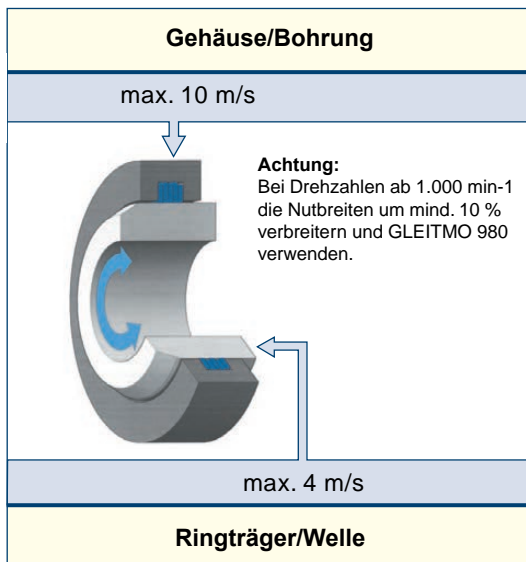 Gehäuse/Bohrung
max. 10 m/s
Achtung:
Bei Drehzahlen ab 1.000 min-1
die Nutbreiten um mind. 10 %
verbreitern und GLEITMO 980
verwenden.
max. 4 m/s
Ringträger/Welle